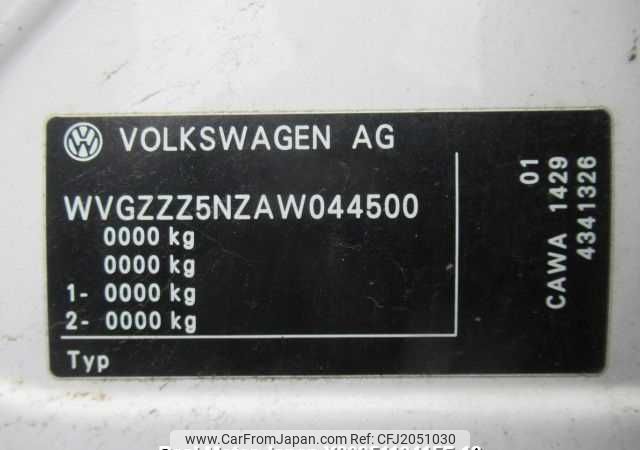 VOLKSWAGEN AG
WVGZZZ5NZAW044500
0000 kg
0000 kg
1- 0000 kg
2- 0000 kg
Typ
01
CAWA 1429
4341326
www.CarFromJapan.com Ref: CFJ2051030